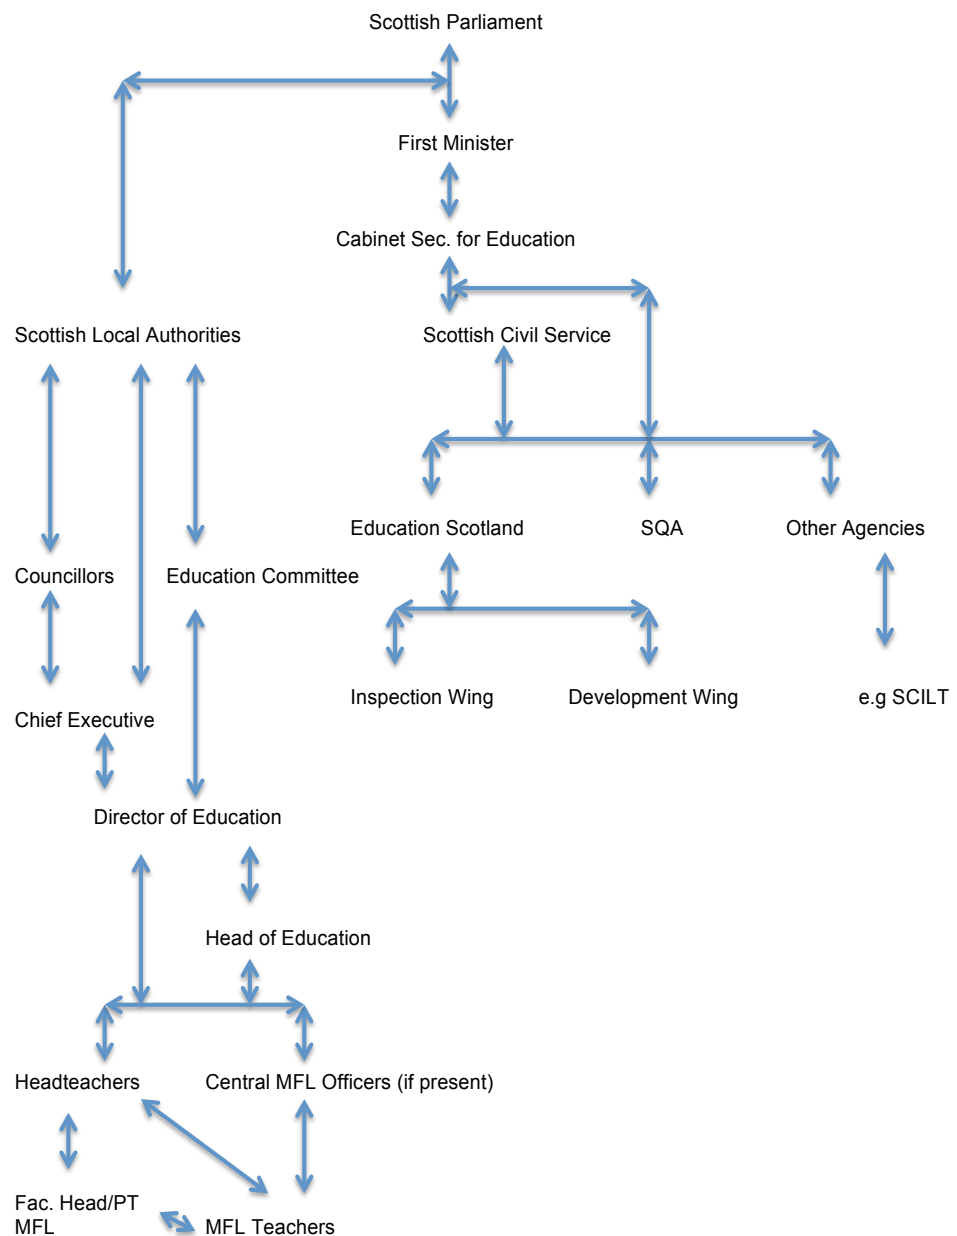 Scottish Parliament
First Minister
Cabinet Sec. for Education
Scottish Local Authorities
Scottish Civil Service
Education Scotland
SQA
Other Agencies
Councillors
Education Committee
Inspection Wing
Development Wing
e.g SCILT
Chief Executive
Director of Education
Head of Education
Headteachers
Central MFL Officers (if present)
Fac. Head/PT
MFL
MFL Teachers